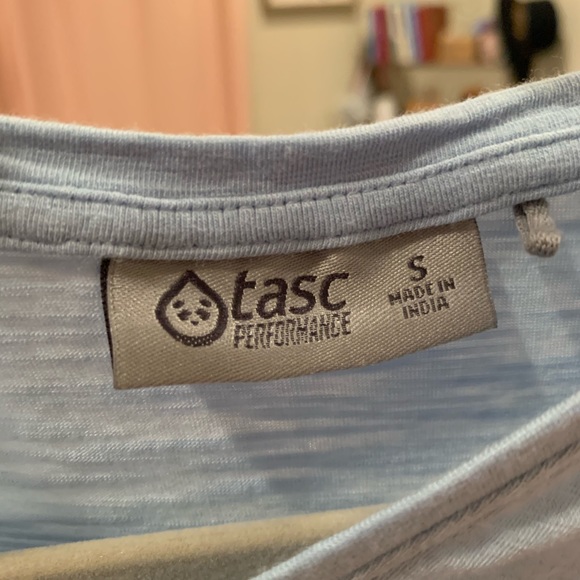 tasc
PERFORMANCE
S
MADE IN
INDIA